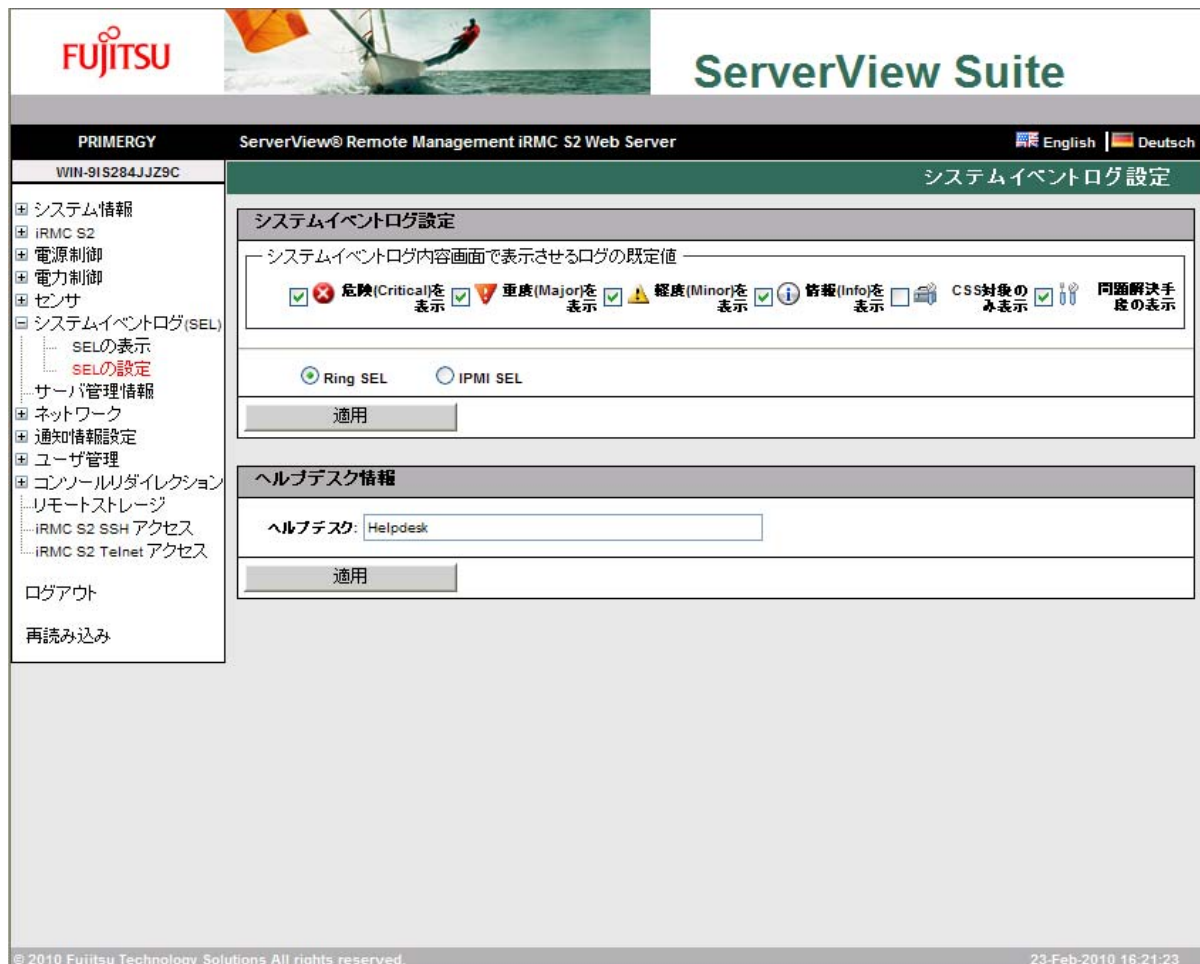 FUJITSU
ServerView Suite
PRIMERGY
ServerView® Remote Management iRMC S2 Web Server
English
Deutsch
WIN-9IS284JJZ9C
システムイベントログ設定
システム情報
iRMC S2
電源制御
電力制御
センサ
システムイベントログ(SEL)
SELの表示
SELの設定
サーバ管理情報
ネットワーク
通知情報設定
ユーザ管理
コンソールリダイレクション
リモートストレージ
iRMC S2 SSH アクセス
iRMC S2 Telnet アクセス
ログアウト
再読み込み
システムイベントログ設定
システムイベントログ内容画面で表示させるログの既定値
危険(Critical)を
表示
重度(Major)を
表示
軽度(Minor)を
表示
情報(Info)を
表示
CSS対象の
み表示
問題解決手
度の表示
Ring SEL
IPMI SEL
適用
ヘルプデスク情報
ヘルプデスク: Helpdesk
適用
© 2010 Fujitsu Technology Solutions All rights reserved.
23-Feb-2010 16:21:23